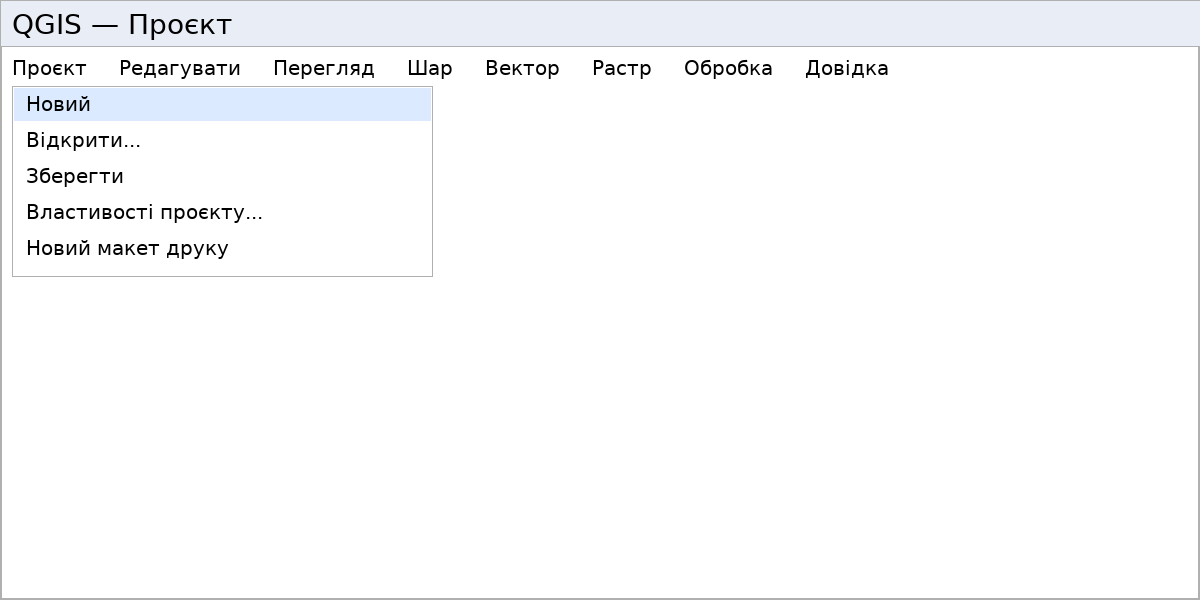 QGIS — Проєкт
Проєкт Редагувати Перегляд Шар Вектор Растр Обробка Довідка
Новий
Відкрити...
Зберегти
Властивості проєкту...
Новий макет друку